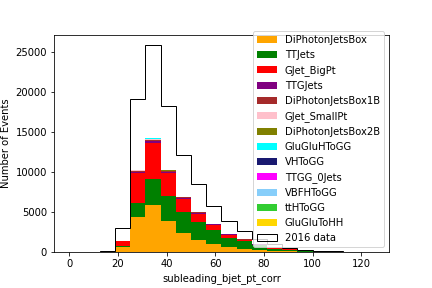 25000
20000
15000
10000
5000
0
Number of Events
0 20 40 60 80 100 120
subleading_bjet_pt_corr
DiPhotonJetsBox
TTJets
GJet_BigPt
TTGJets
DiPhotonJetsBox1B
GJet_SmallPt
DiPhotonJetsBox2B
GluGluHToGG
VHToGG
TTGG_0Jets
VBFHToGG
ttHToGG
GluGluToHH
2016 data